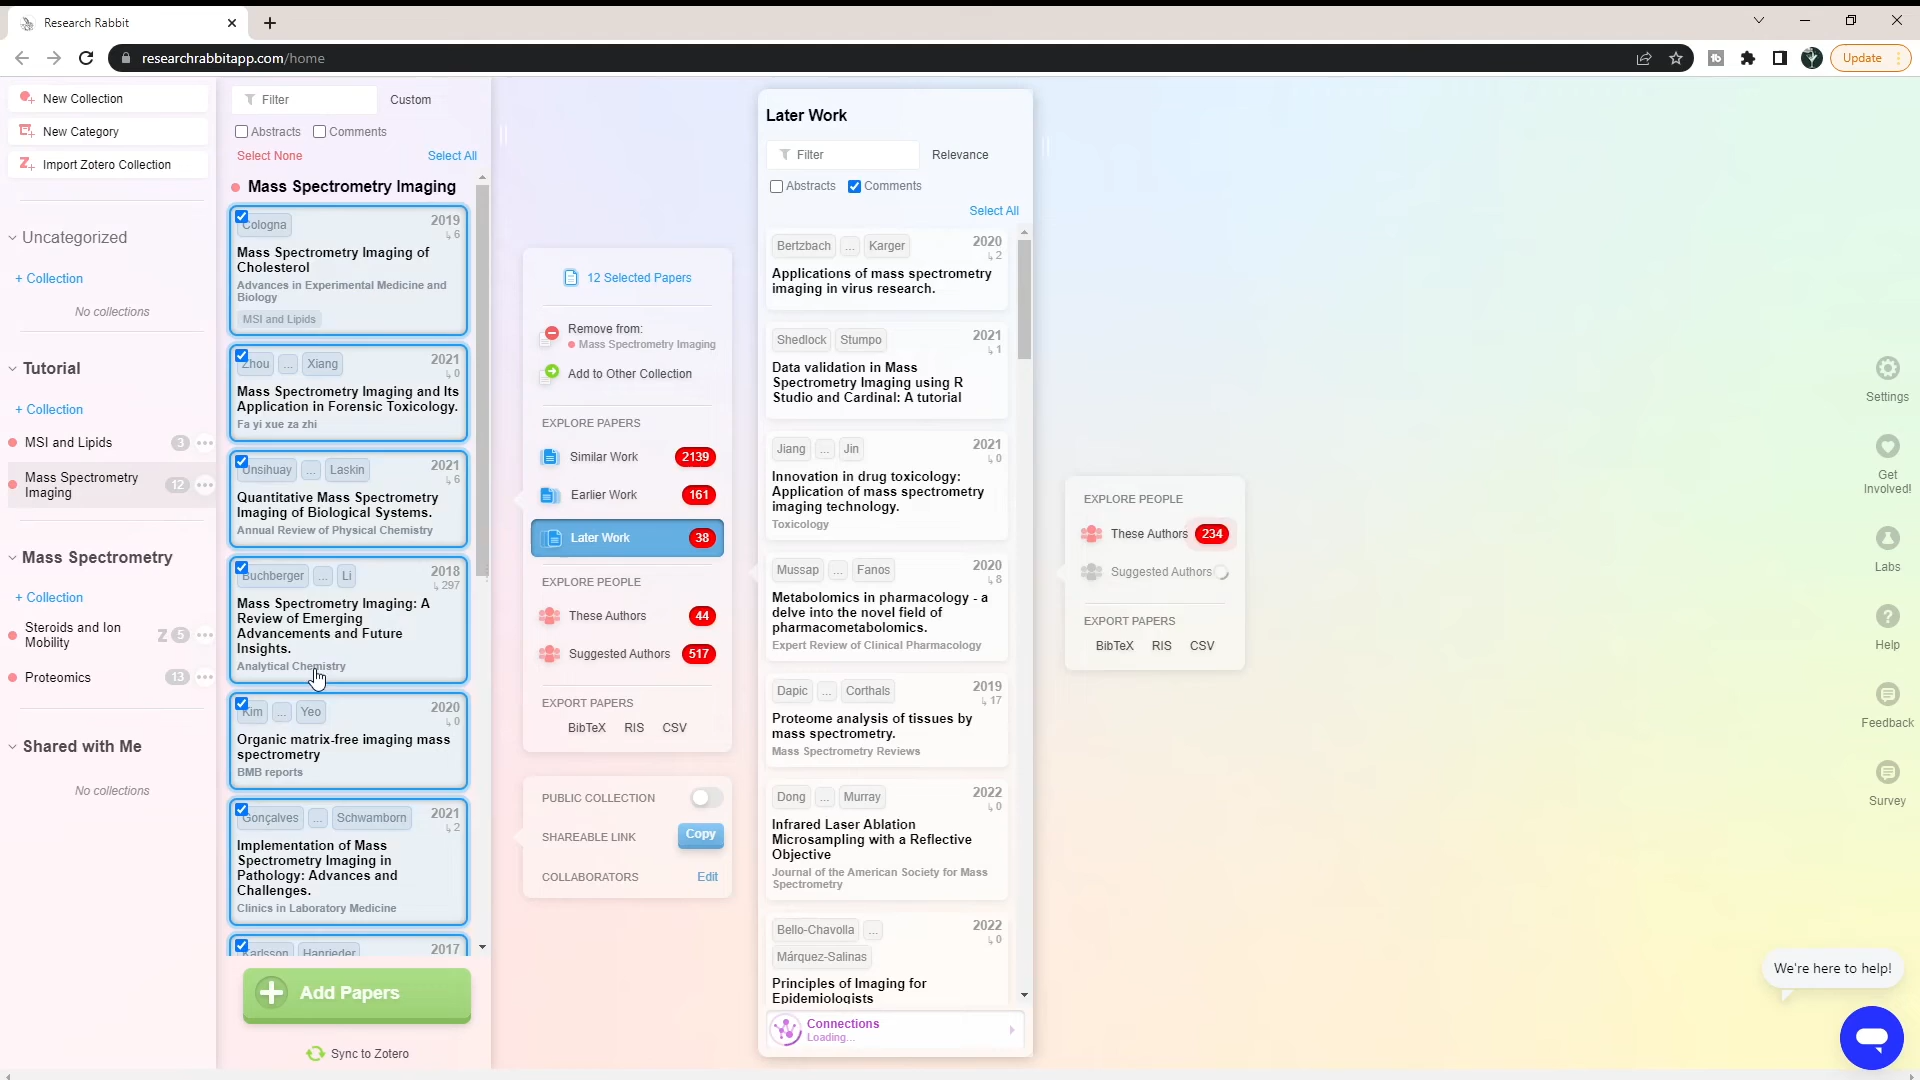 Research Rabbit
researchrabbitapp.com/home
Update
New Collection
New Category
Import Zotero Collection
Uncategorized
+ Collection
No collections
Tutorial
+ Collection
MSI and Lipids 3
Mass Spectrometry
Imaging
12
Mass Spectrometry
+ Collection
Steroids and Ion
Mobility
Z 5
Proteomics 13
Shared with Me
No collections
Filter
Custom
Abstracts Comments
Select None Select All
Mass Spectrometry Imaging
Cologna 2019
6
Mass Spectrometry Imaging of
Cholesterol
Advances in Experimental Medicine and
Biology
MSI and Lipids
Zhou ... Xiang 2021
0
Mass Spectrometry Imaging and Its
Application in Forensic Toxicology.
Fa yi xue za zhi
Unsihuay ... Laskin 2021
6
Quantitative Mass Spectrometry
Imaging of Biological Systems.
Annual Review of Physical Chemistry
Buchberger ... Li 2018
297
Mass Spectrometry Imaging: A
Review of Emerging
Advancements and Future
Insights.
Analytical Chemistry
Kim ... Yeo 2020
0
Organic matrix-free imaging mass
spectrometry
BMB reports
Gonçalves ... Schwamborn 2021
2
Implementation of Mass
Spectrometry Imaging in
Pathology: Advances and
Challenges.
Clinics in Laboratory Medicine
Karlsson Hanrieder 2017
Add Papers
Sync to Zotero
12 Selected Papers
Remove from:
Mass Spectrometry Imaging
Add to Other Collection
EXPLORE PAPERS
Similar Work 2139
Earlier Work 161
Later Work 38
EXPLORE PEOPLE
These Authors 44
Suggested Authors 517
EXPORT PAPERS
BibTeX RIS CSV
PUBLIC COLLECTION
SHAREABLE LINK Copy
COLLABORATORS Edit
Later Work
Filter
Relevance
Abstracts Comments
Select All
Bertzbach ... Karger 2020
2
Applications of mass spectrometry
imaging in virus research.
Shedlock Stumpo 2021
1
Data validation in Mass
Spectrometry Imaging using R
Studio and Cardinal: A tutorial
Jiang ... Jin 2021
0
Innovation in drug toxicology:
Application of mass spectrometry
imaging technology.
Toxicology
Mussap ... Fanos 2020
8
Metabolomics in pharmacology - a
delve into the novel field of
pharmacometabolomics.
Expert Review of Clinical Pharmacology
Dapic ... Corthals 2019
17
Proteome analysis of tissues by
mass spectrometry.
Mass Spectrometry Reviews
Dong ... Murray 2022
0
Infrared Laser Ablation
Microsampling with a Reflective
Objective
Journal of the American Society for Mass
Spectrometry
Bello-Chavolla ... 2022
0
Márquez-Salinas
Principles of Imaging for
Epidemiologists
Connections
Loading...
EXPLORE PEOPLE
These Authors 234
Suggested Authors
EXPORT PAPERS
BibTeX RIS CSV
Settings
Get
Involved!
Labs
Help
Feedback
Survey
We're here to help!